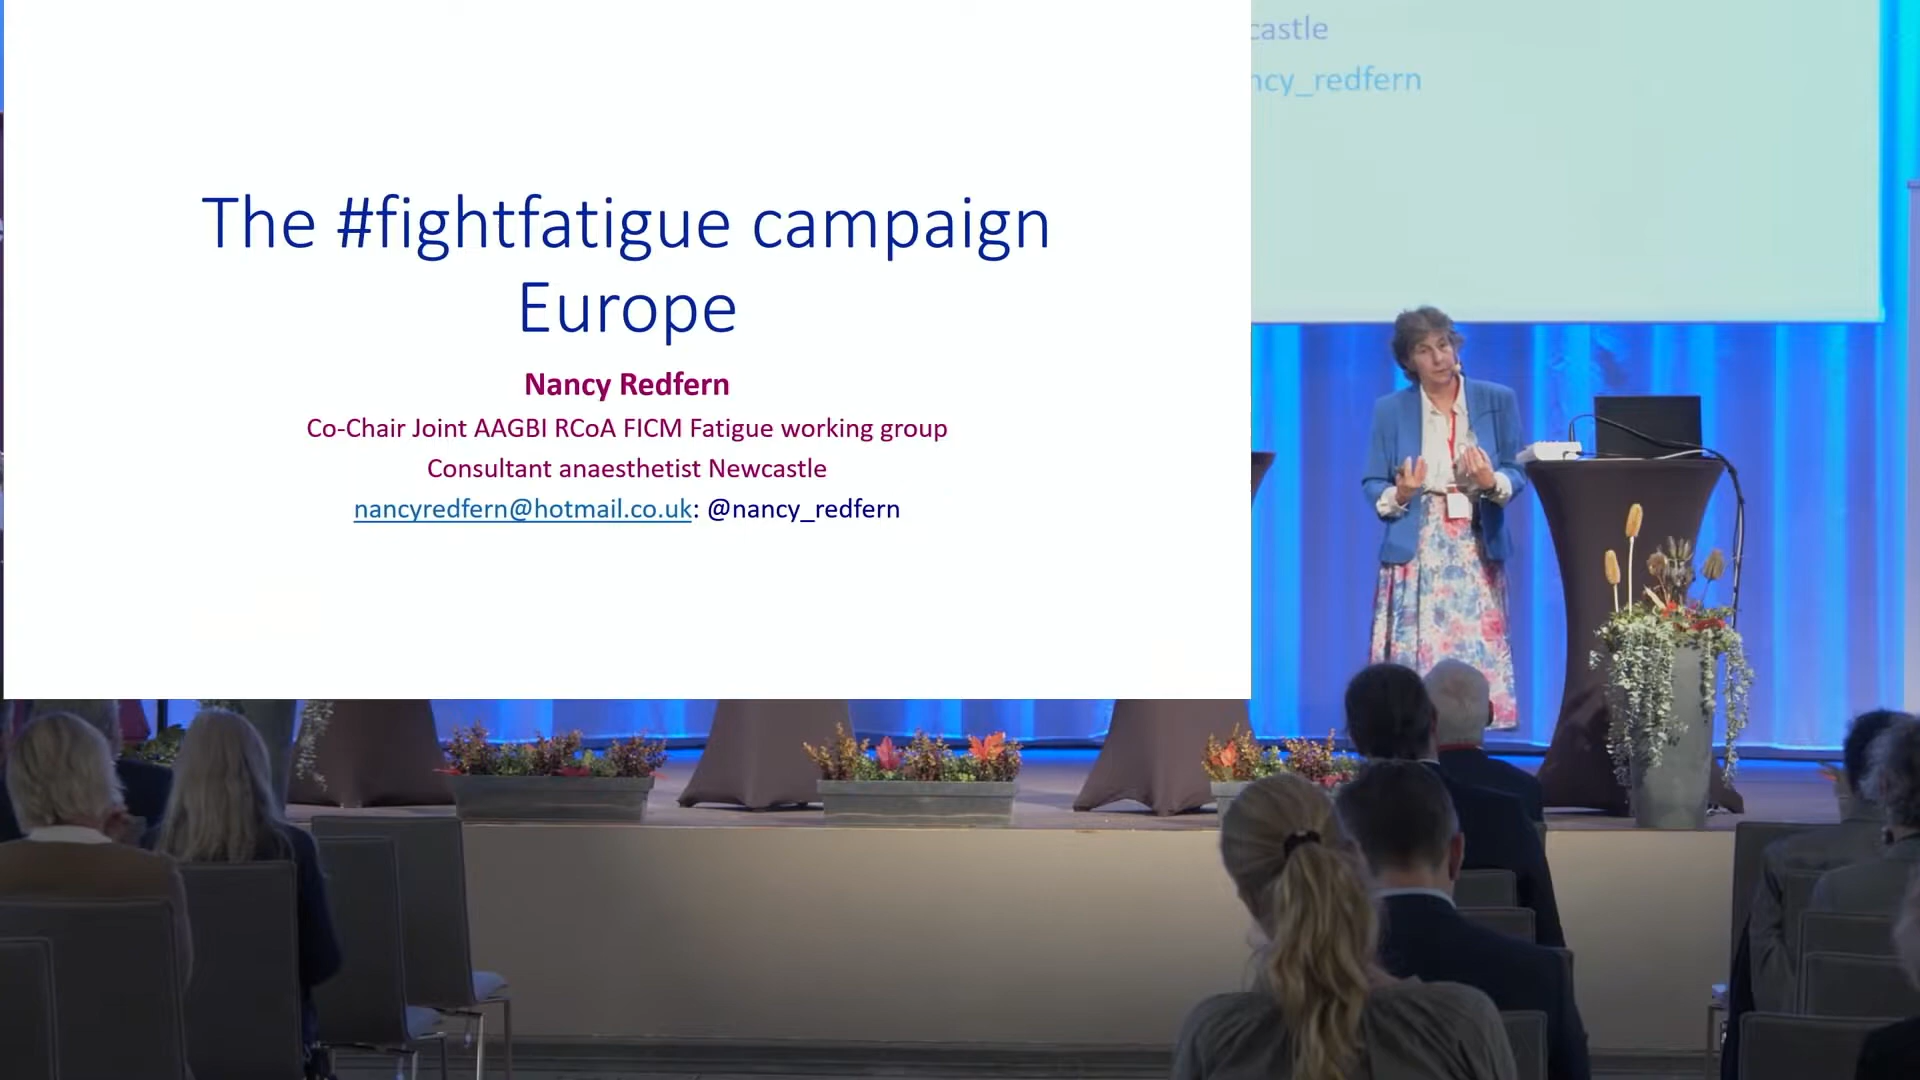 The #fightfatigue campaign
Europe
Nancy Redfern
Co-Chair Joint AAGBI RCoA FICM Fatigue working group
Consultant anaesthetist Newcastle
nancyredfern@hotmail.co.uk: @nancy_redfern
castle
ncy_redfern